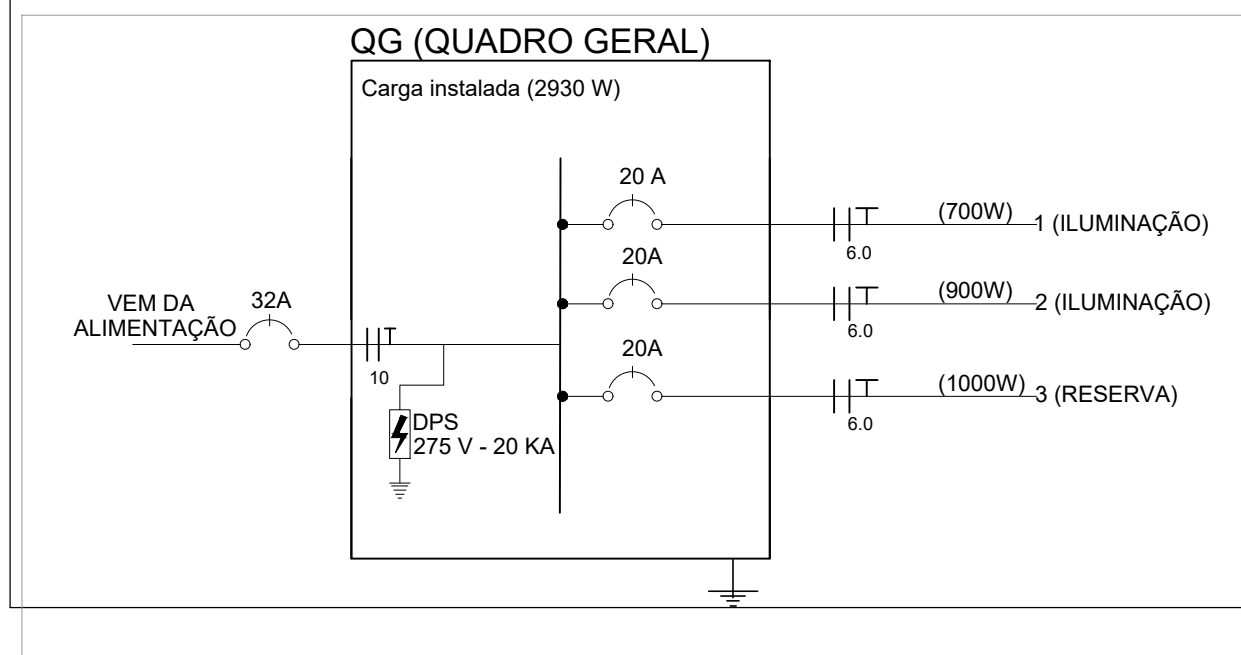 QG (QUADRO GERAL)
Carga instalada (2930 W)
20 A
(700W)
1 (ILUMINAÇÃO)
6.0
20A
(900W)
2 (ILUMINAÇÃO)
6.0
VEM DA
ALIMENTAÇÃO
32A
10
20A
(1000W)
3 (RESERVA)
6.0
DPS
275 V - 20 KA